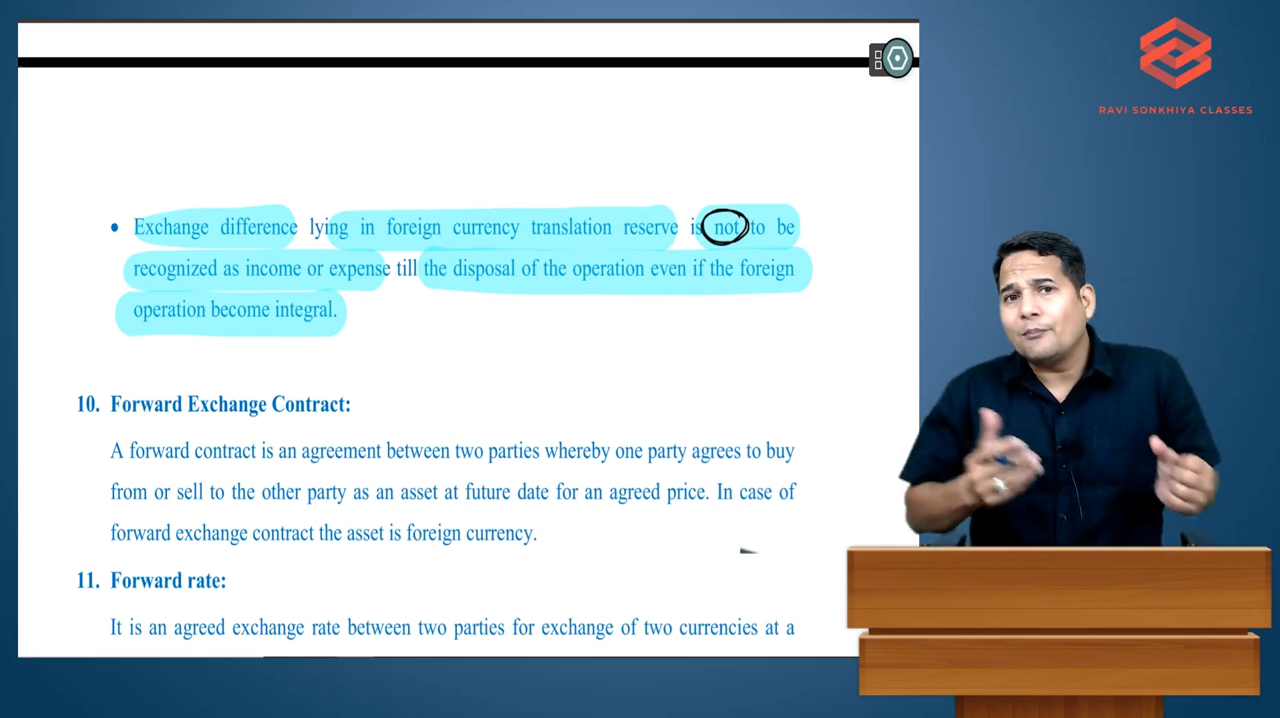 RAVI SONKHIYA CLASSES
• Exchange difference lying in foreign currency translation reserve is not to be
recognized as income or expense till the disposal of the operation even if the foreign
operation become integral.
10. Forward Exchange Contract:
A forward contract is an agreement between two parties whereby one party agrees to buy
from or sell to the other party as an asset at future date for an agreed price. In case of
forward exchange contract the asset is foreign currency.
11. Forward rate:
It is an agreed exchange rate between two parties for exchange of two currencies at a